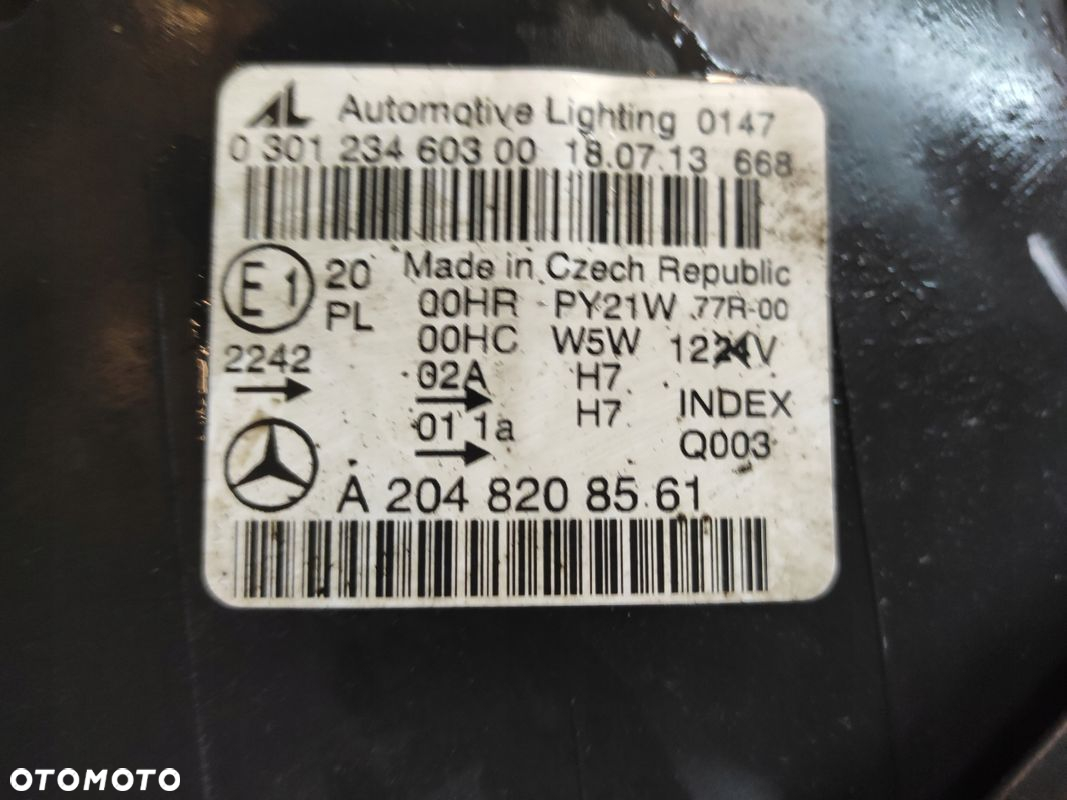 AL Automotive Lighting 0147
0 301 234 603 00 18.07.13 668
E1 20 Made in Czech Republic
PL 00HR PY21W 77R-00
00HC W5W 1224V
2242 02A H7
01 1a H7 INDEX
Q003
A 204 820 85 61
OTOMOTO